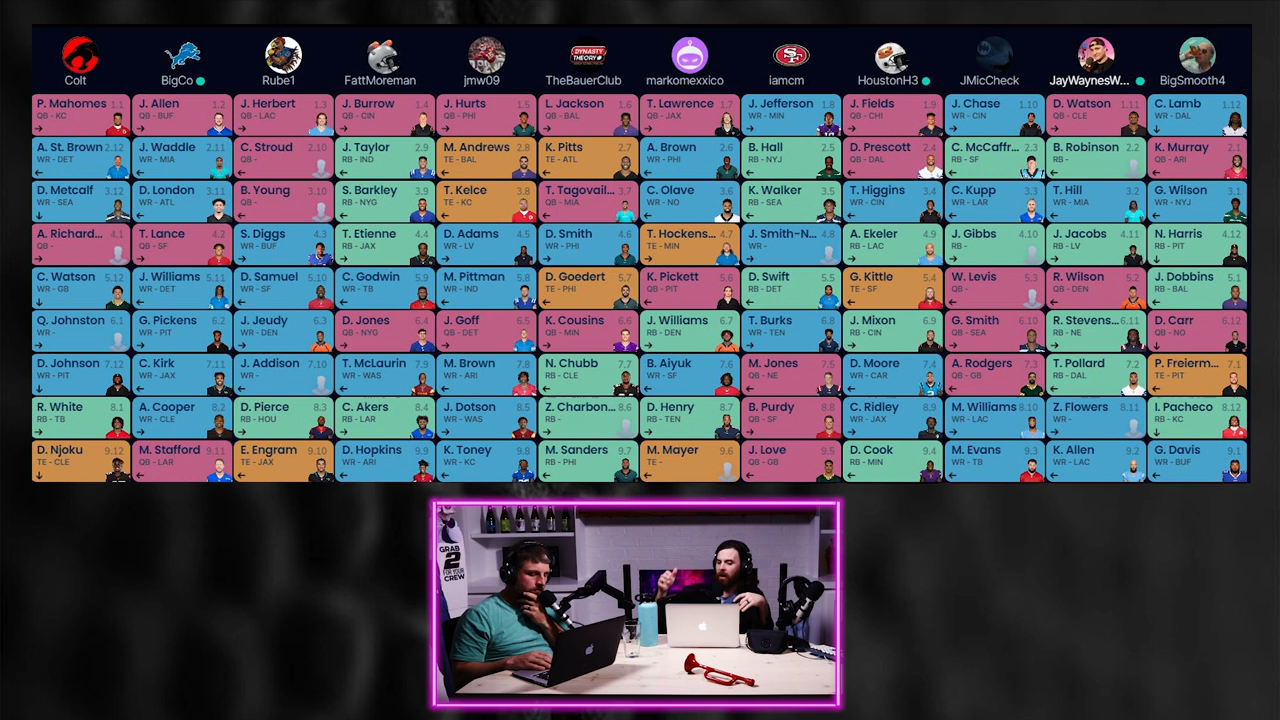 DYNASTY
THEORY
Colt
BigCo
Rube1
FattMoreman
jmw09
TheBauerClub
markomexxico
iamcm
HoustonH3
JMicCheck
JayWaynesW...
BigSmooth4
P. Mahomes 1.1
QB - KC
J. Allen 1.2
QB - BUF
J. Herbert 1.3
QB - LAC
J. Burrow 1.4
QB - CIN
J. Hurts 1.5
QB - PHI
L. Jackson 1.6
QB - BAL
T. Lawrence 1.7
QB - JAX
J. Jefferson 1.8
WR - MIN
J. Fields 1.9
QB - CHI
J. Chase 1.10
WR - CIN
D. Watson 1.11
QB - CLE
C. Lamb 1.12
WR - DAL
A. St. Brown 2.12
WR - DET
J. Waddle 2.11
WR - MIA
C. Stroud 2.10
QB -
J. Taylor 2.9
RB - IND
M. Andrews 2.8
TE - BAL
K. Pitts 2.7
TE - ATL
A. Brown 2.6
WR - PHI
B. Hall 2.5
RB - NYJ
D. Prescott 2.4
QB - DAL
C. McCaffr... 2.3
RB - SF
B. Robinson 2.2
RB -
K. Murray 2.1
QB - ARI
D. Metcalf 3.12
WR - SEA
D. London 3.11
WR - ATL
B. Young 3.10
QB -
S. Barkley 3.9
RB - NYG
T. Kelce 3.8
TE - KC
T. Tagovail... 3.7
QB - MIA
C. Olave 3.6
WR - NO
K. Walker 3.5
RB - SEA
T. Higgins 3.4
WR - CIN
C. Kupp 3.3
WR - LAR
T. Hill 3.2
WR - MIA
G. Wilson 3.1
WR - NYJ
A. Richard... 4.1
QB -
T. Lance 4.2
QB - SF
S. Diggs 4.3
WR - BUF
T. Etienne 4.4
RB - JAX
D. Adams 4.5
WR - LV
D. Smith 4.6
WR - PHI
T. Hockens... 4.7
TE - MIN
J. Smith-N... 4.8
WR -
A. Ekeler 4.9
RB - LAC
J. Gibbs 4.10
RB -
J. Jacobs 4.11
RB - LV
N. Harris 4.12
RB - PIT
C. Watson 5.12
WR - GB
J. Williams 5.11
WR - DET
D. Samuel 5.10
WR - SF
C. Godwin 5.9
WR - TB
M. Pittman 5.8
WR - IND
D. Goedert 5.7
TE - PHI
K. Pickett 5.6
QB - PIT
D. Swift 5.5
RB - DET
G. Kittle 5.4
TE - SF
W. Levis 5.3
QB -
R. Wilson 5.2
QB - DEN
J. Dobbins 5.1
RB - BAL
Q. Johnston 6.1
WR -
G. Pickens 6.2
WR - PIT
J. Jeudy 6.3
WR - DEN
D. Jones 6.4
QB - NYG
J. Goff 6.5
QB - DET
K. Cousins 6.6
QB - MIN
J. Williams 6.7
RB - DEN
T. Burks 6.8
WR - TEN
J. Mixon 6.9
RB - CIN
G. Smith 6.10
QB - SEA
R. Stevens... 6.11
RB - NE
D. Carr 6.12
QB - NO
D. Johnson 7.12
WR - PIT
C. Kirk 7.11
WR - JAX
J. Addison 7.10
WR -
T. McLaurin 7.9
WR - WAS
M. Brown 7.8
WR - ARI
N. Chubb 7.7
RB - CLE
B. Aiyuk 7.6
WR - SF
M. Jones 7.5
QB - NE
D. Moore 7.4
WR - CAR
A. Rodgers 7.3
QB - GB
T. Pollard 7.2
RB - DAL
P. Freierm... 7.1
TE - PIT
R. White 8.1
RB - TB
A. Cooper 8.2
WR - CLE
D. Pierce 8.3
RB - HOU
C. Akers 8.4
RB - LAR
J. Dotson 8.5
WR - WAS
Z. Charbon... 8.6
RB -
D. Henry 8.7
RB - TEN
B. Purdy 8.8
QB - SF
C. Ridley 8.9
WR - JAX
M. Williams 8.10
WR - LAC
Z. Flowers 8.11
WR -
I. Pacheco 8.12
RB - KC
D. Njoku 9.12
TE - CLE
M. Stafford 9.11
QB - LAR
E. Engram 9.10
TE - JAX
D. Hopkins 9.9
WR - ARI
K. Toney 9.8
WR - KC
M. Sanders 9.7
RB - PHI
M. Mayer 9.6
TE -
J. Love 9.5
QB - GB
D. Cook 9.4
RB - MIN
M. Evans 9.3
WR - TB
K. Allen 9.2
WR - LAC
G. Davis 9.1
WR - BUF
GRAB
2
FOR YOUR
CREW